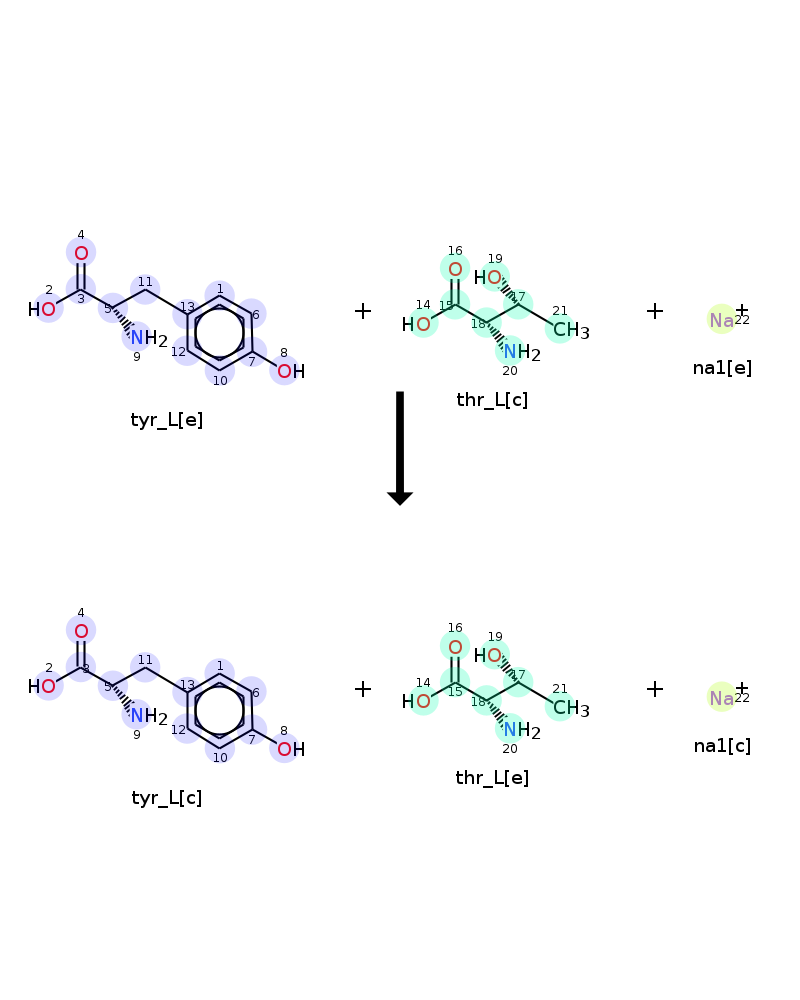 4
O
2
HO
3
5
11
NH2
9
13
1
6
12
10
7
8
OH
tyr_L[e]
+
16
O
19
HO
14
HO
15
17
18
21
CH3
NH2
20
thr_L[c]
+
Na+
22
na1[e]
4
O
2
HO
3
5
11
NH2
9
13
1
6
12
10
7
8
OH
tyr_L[c]
+
16
O
19
HO
14
HO
15
17
18
21
CH3
NH2
20
thr_L[e]
+
Na+
22
na1[c]